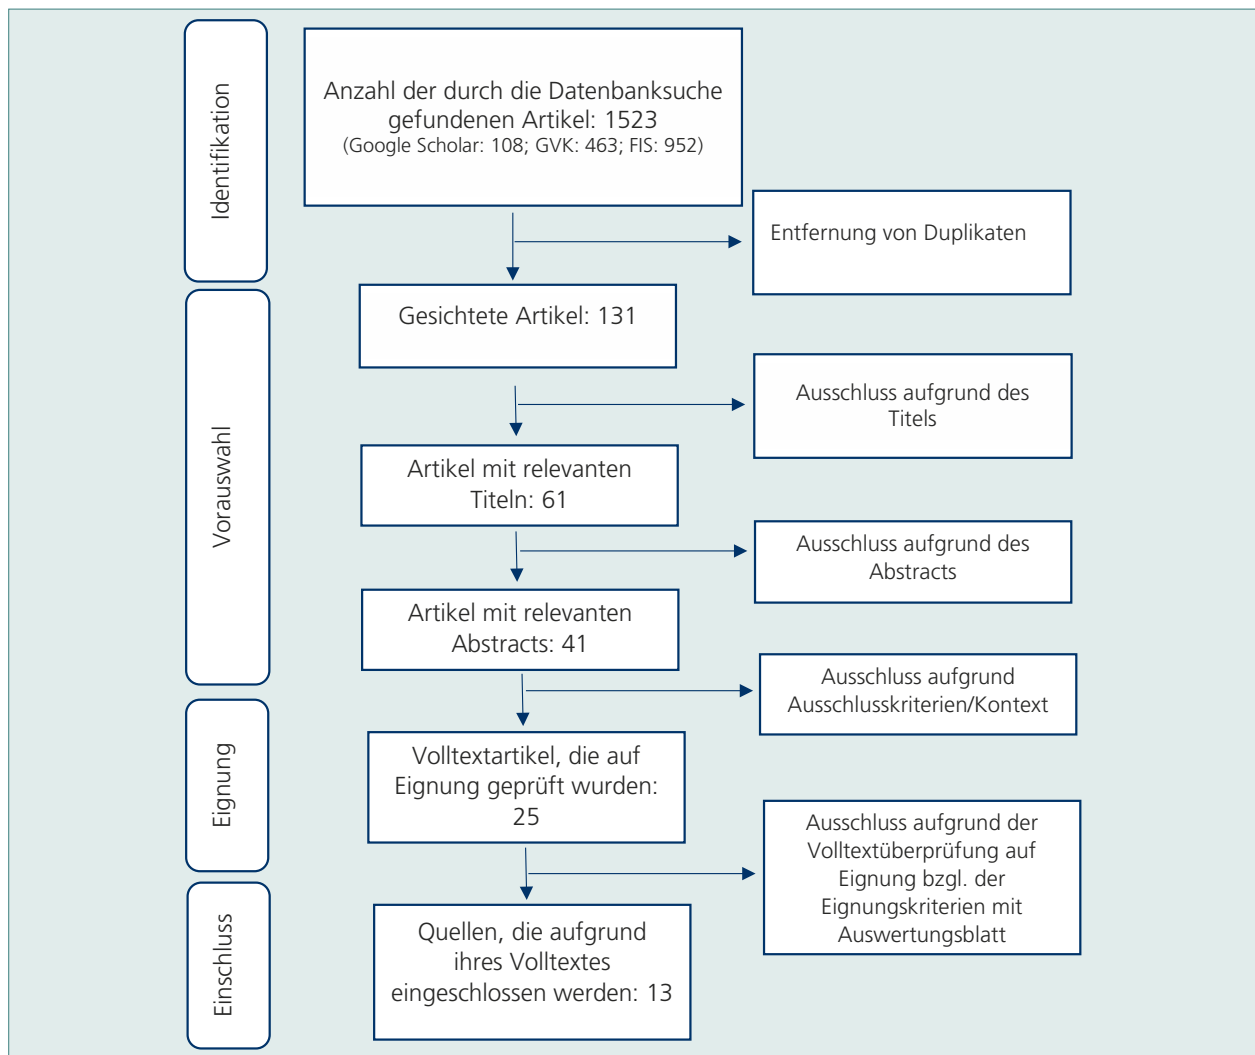 Identifikation
Anzahl der durch die Datenbanksuche
gefundenen Artikel: 1523
(Google Scholar: 108; GVK: 463; FIS: 952)
Entfernung von Duplikaten
Vorauswahl
Gesichtete Artikel: 131
Ausschluss aufgrund des
Titels
Artikel mit relevanten
Titeln: 61
Ausschluss aufgrund des
Abstracts
Artikel mit relevanten
Abstracts: 41
Ausschluss aufgrund
Ausschlusskriterien/Kontext
Eignung
Volltextartikel, die auf
Eignung geprüft wurden:
25
Ausschluss aufgrund der
Volltextüberprüfung auf
Eignung bzgl. der
Eignungskriterien mit
Auswertungsblatt
Einschluss
Quellen, die aufgrund
ihres Volltextes
eingeschlossen werden: 13